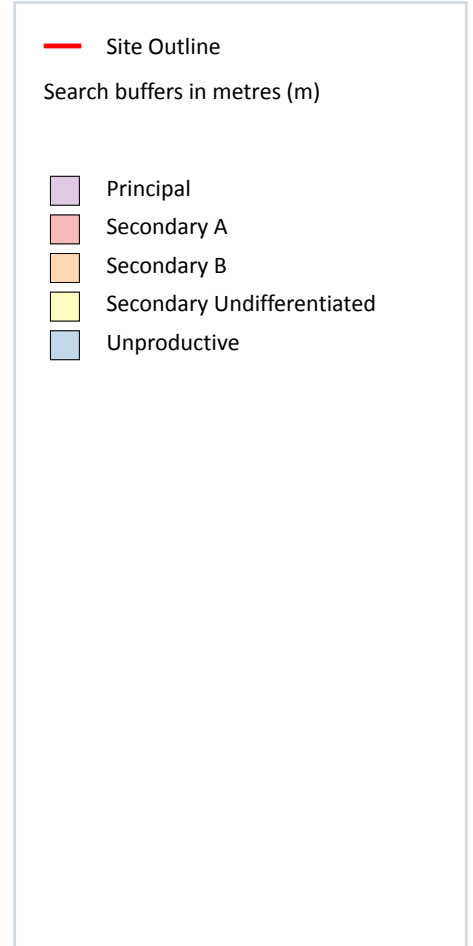 Site Outline
Search buffers in metres (m)
Principal
Secondary A
Secondary B
Secondary Undifferentiated
Unproductive